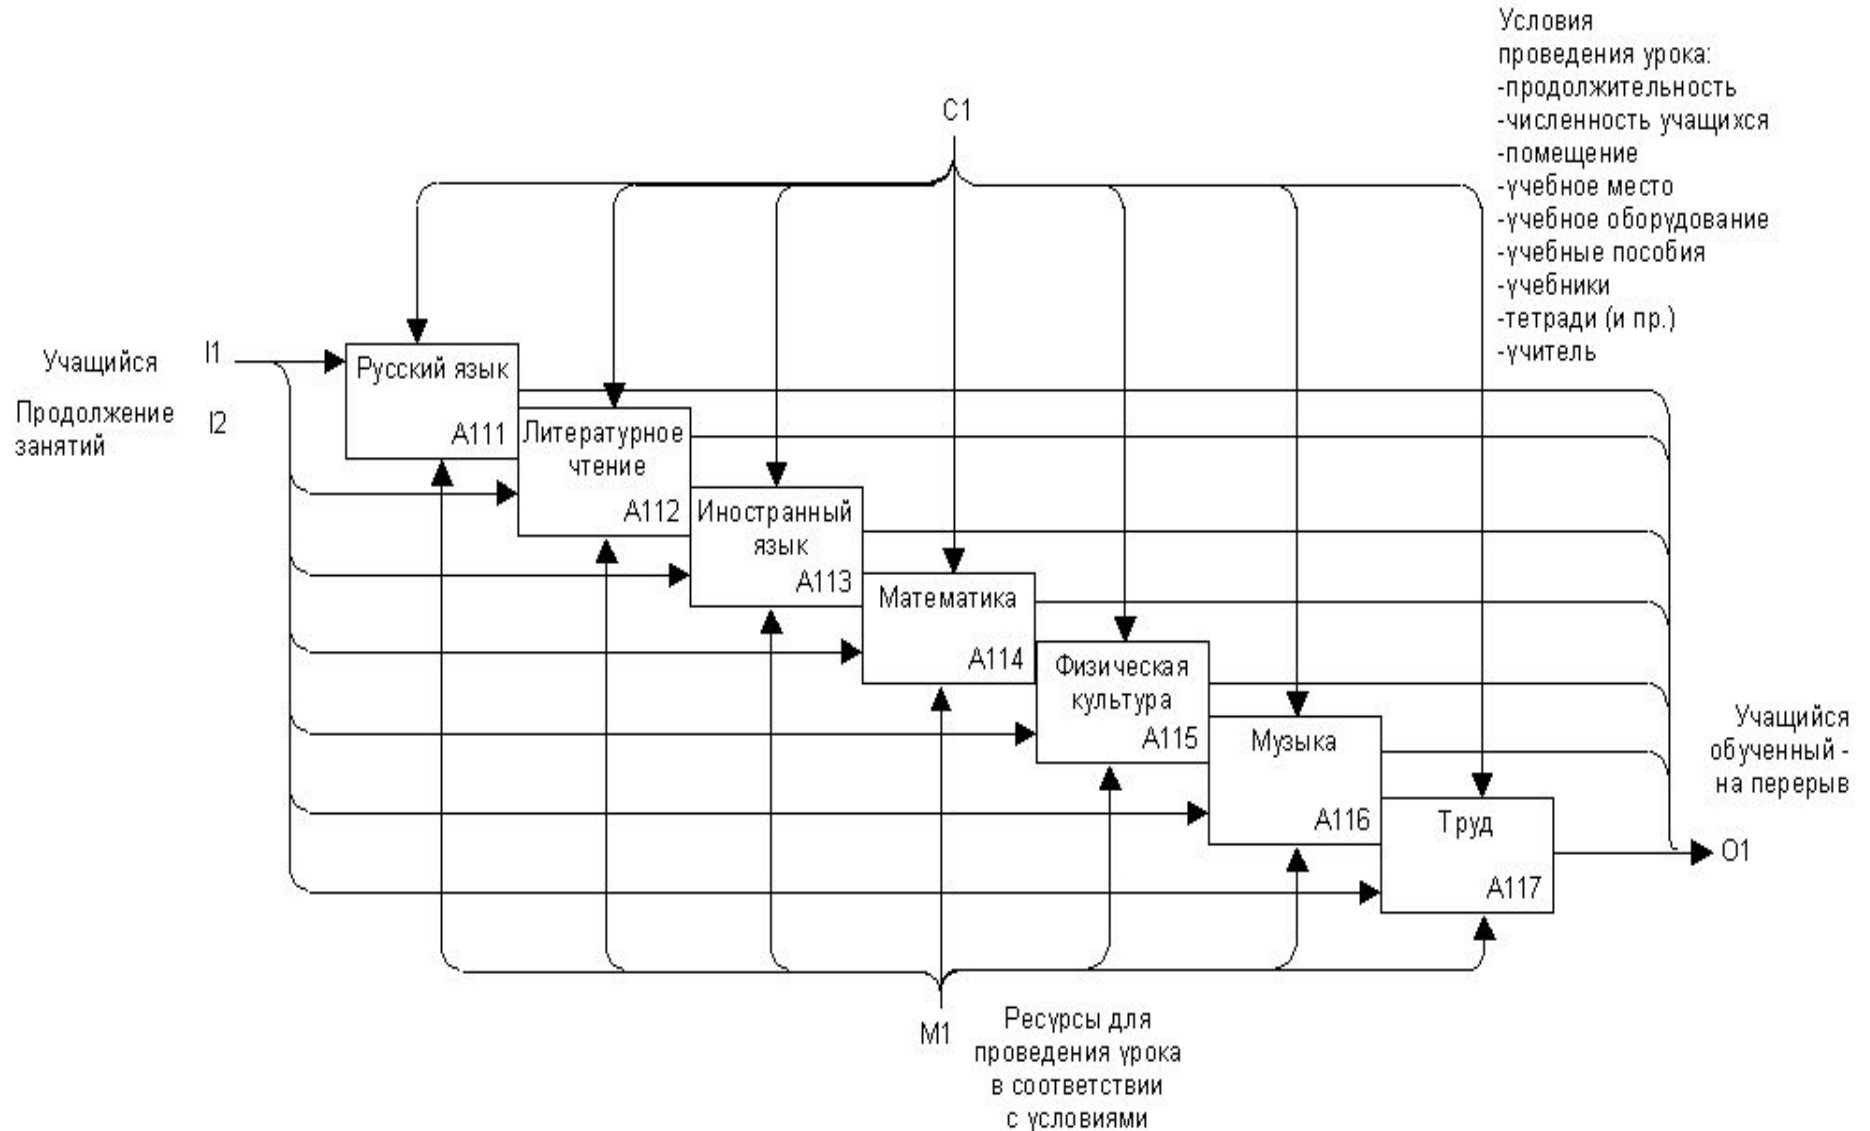 Условия
проведения урока:
-продолжительность
-численность учащихся
-помещение
-учебное место
-учебное оборудование
-учебные пособия
-учебники
-тетради (и пр.)
-учитель
C1
Учащийся
I1
Продолжение
занятий
I2
Русский язык
A111
Литературное
чтение
A112
Иностранный
язык
A113
Математика
A114
Физическая
культура
A115
Музыка
A116
Труд
A117
Учащийся
обученный -
на перерыв
O1
M1
Ресурсы для
проведения урока
в соответствии
с условиями